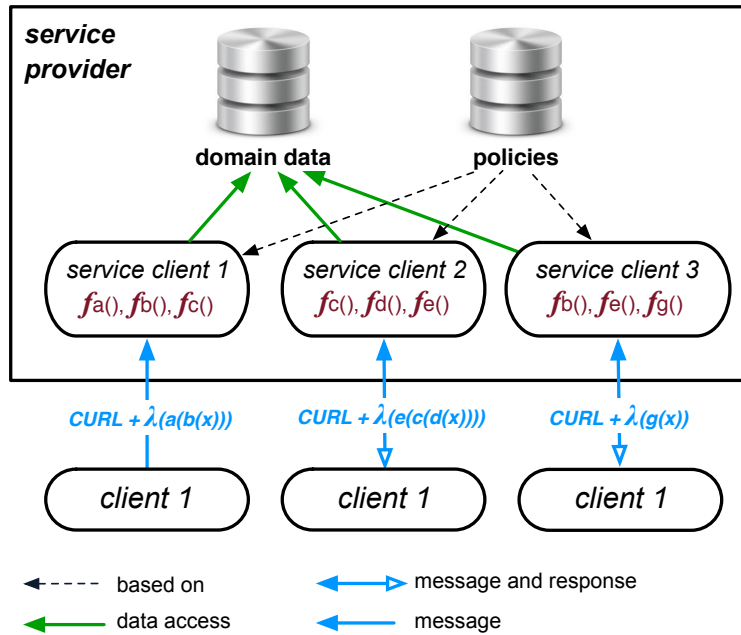 service
provider
domain data
policies
service client 1
fa(), fb(), fc()
service client 2
fc(), fd(), fe()
service client 3
fb(), fe(), fg()
CURL + λ(a(b(x)))
CURL + λ(e(c(d(x))))
CURL + λ(g(x))
client 1
client 1
client 1
based on
message and response
data access
message